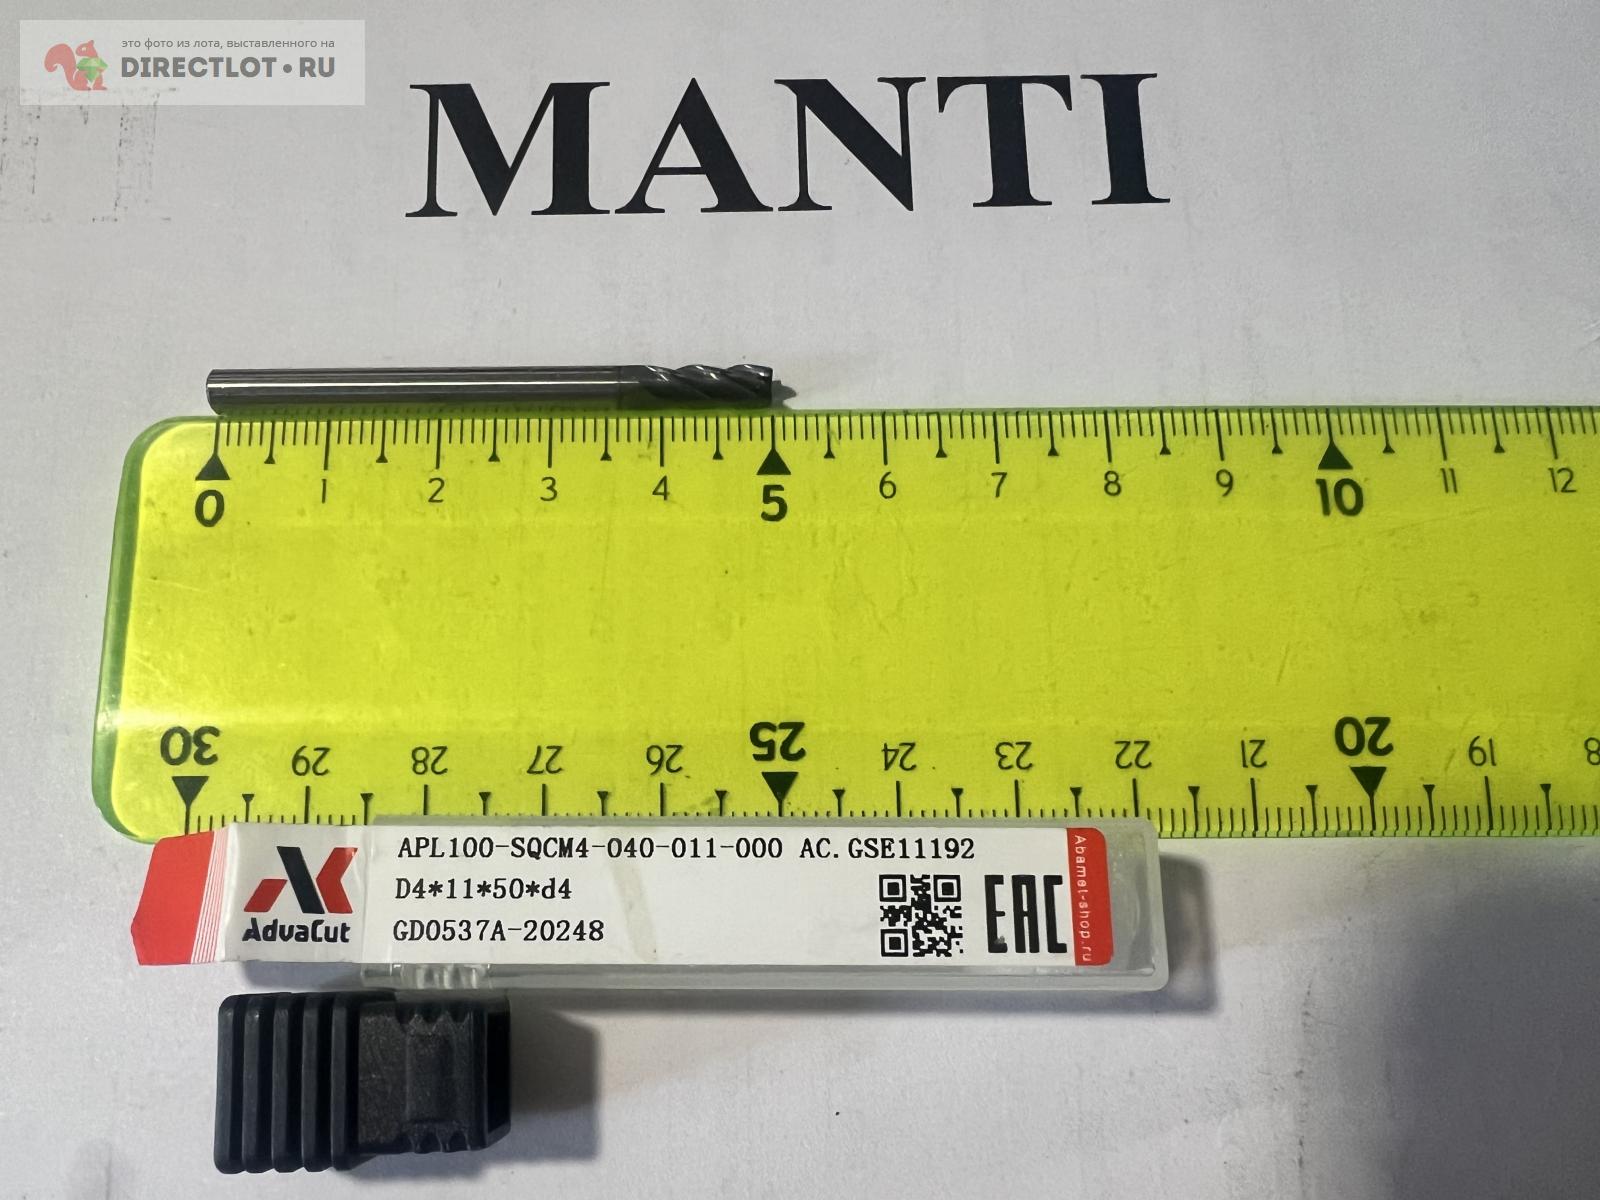 это фото из лота, выставленного на
DIRECTLOT•RU
MANTI
0 1 2 3 4 5 6 7 8 9 10 11 12
30 29 28 27 26 25 24 23 22 21 20 19
APL100-SQCM4-040-011-000 AC.GSE11192
D4*11*50*d4
GD0537A-20248
AdvaCut
EAC
Abamet-shop.ru